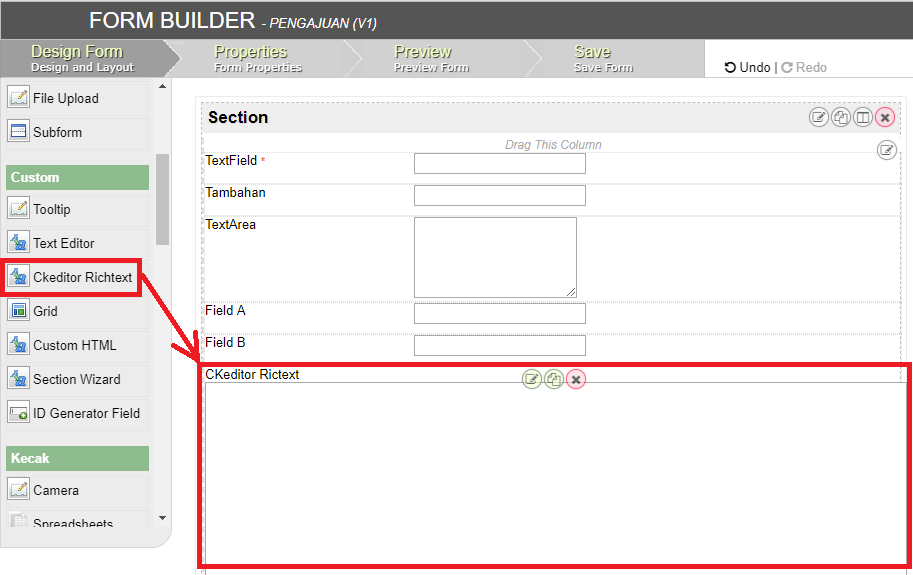 FORM BUILDER - PENGAJUAN (V1)
Design Form
Design and Layout
Properties
Form Properties
Preview
Preview Form
Save
Save Form
Undo | Redo
File Upload
Subform
Custom
Tooltip
Text Editor
Ckeditor Richtext
Grid
Custom HTML
Section Wizard
ID Generator Field
Kecak
Camera
Spreadsheets
Section
Drag This Column
TextField *
Tambahan
TextArea
Field A
Field B
CKeditor Rictext